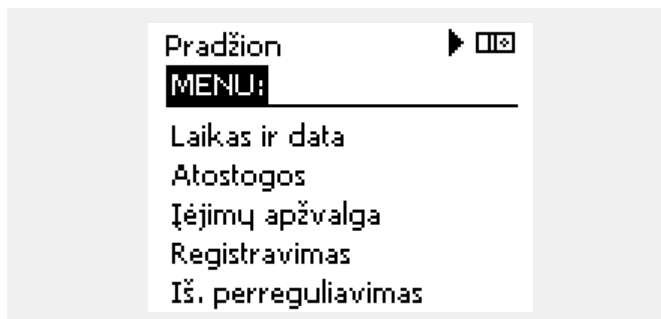 Pradžion
MENU:
Laikas ir data
Atostogos
Įėjimų apžvalga
Registravimas
Iš. perreguliavimas